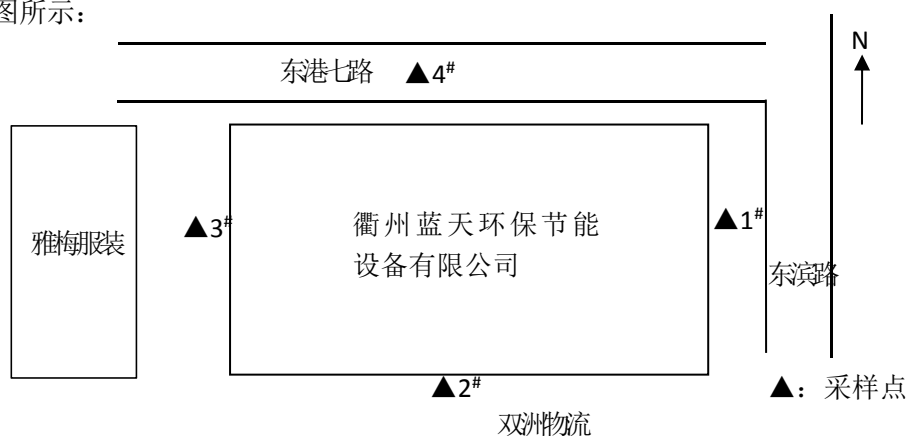 图所示：
N
东港七路 ▲4#
▲3#
衢州蓝天环保节能
设备有限公司
▲1#
雅梅服装
东滨路
▲2#
▲：采样点
双洲物流